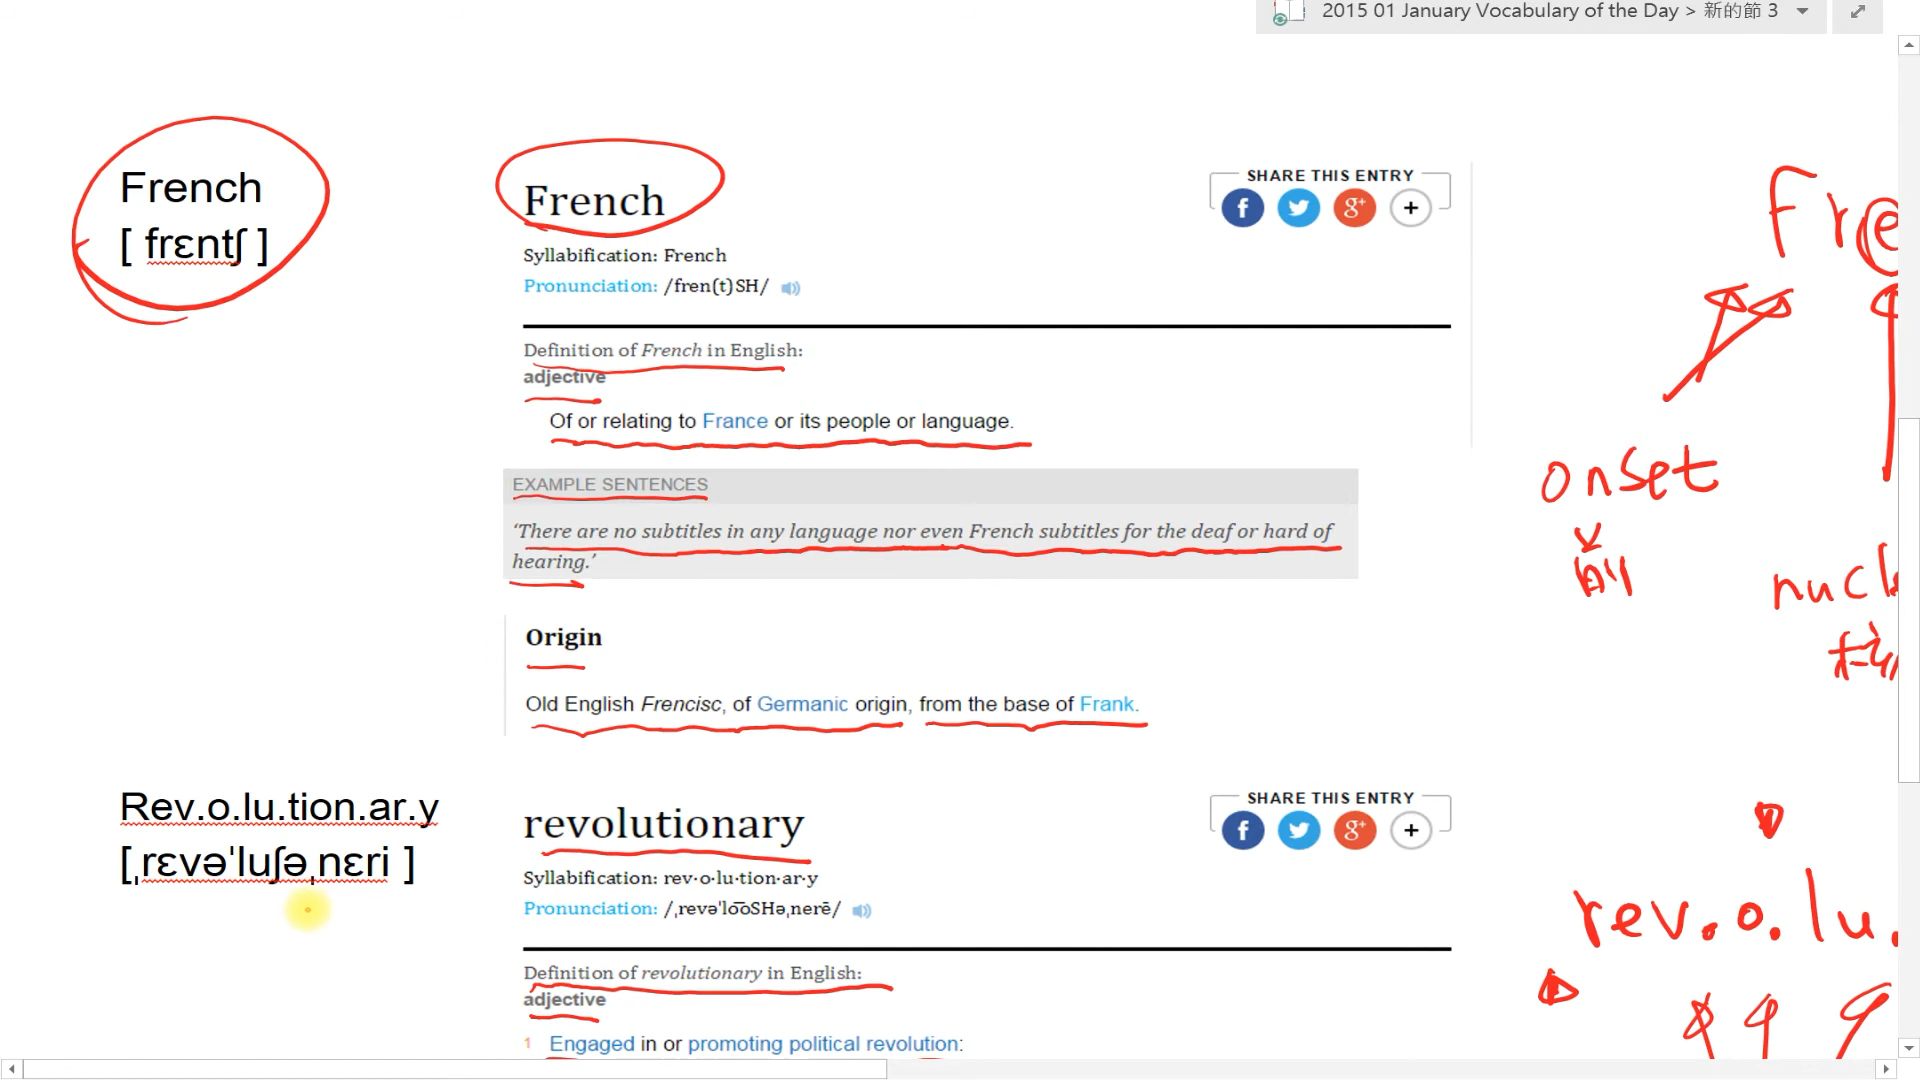 2015 01 January Vocabulary of the Day > 新的節 3
French
[ frɛntʃ ]
French
SHARE THIS ENTRY
Syllabification: French
Pronunciation: /fren(t)SH/
Definition of French in English:
adjective
Of or relating to France or its people or language.
EXAMPLE SENTENCES
‘There are no subtitles in any language nor even French subtitles for the deaf or hard of
hearing.’
Origin
Old English Frencisc, of Germanic origin, from the base of Frank.
Fre
onset
前
nucl
Rev.o.lu.tion.ar.y
[ˌrɛvəˈluʃəˌnɛri ]
revolutionary
SHARE THIS ENTRY
Syllabification: rev·o·lu·tion·ar·y
Pronunciation: /ˌrevəˈlo͞oSHəˌnerē/
Definition of revolutionary in English:
adjective
1 Engaged in or promoting political revolution:
rev.o.lu.